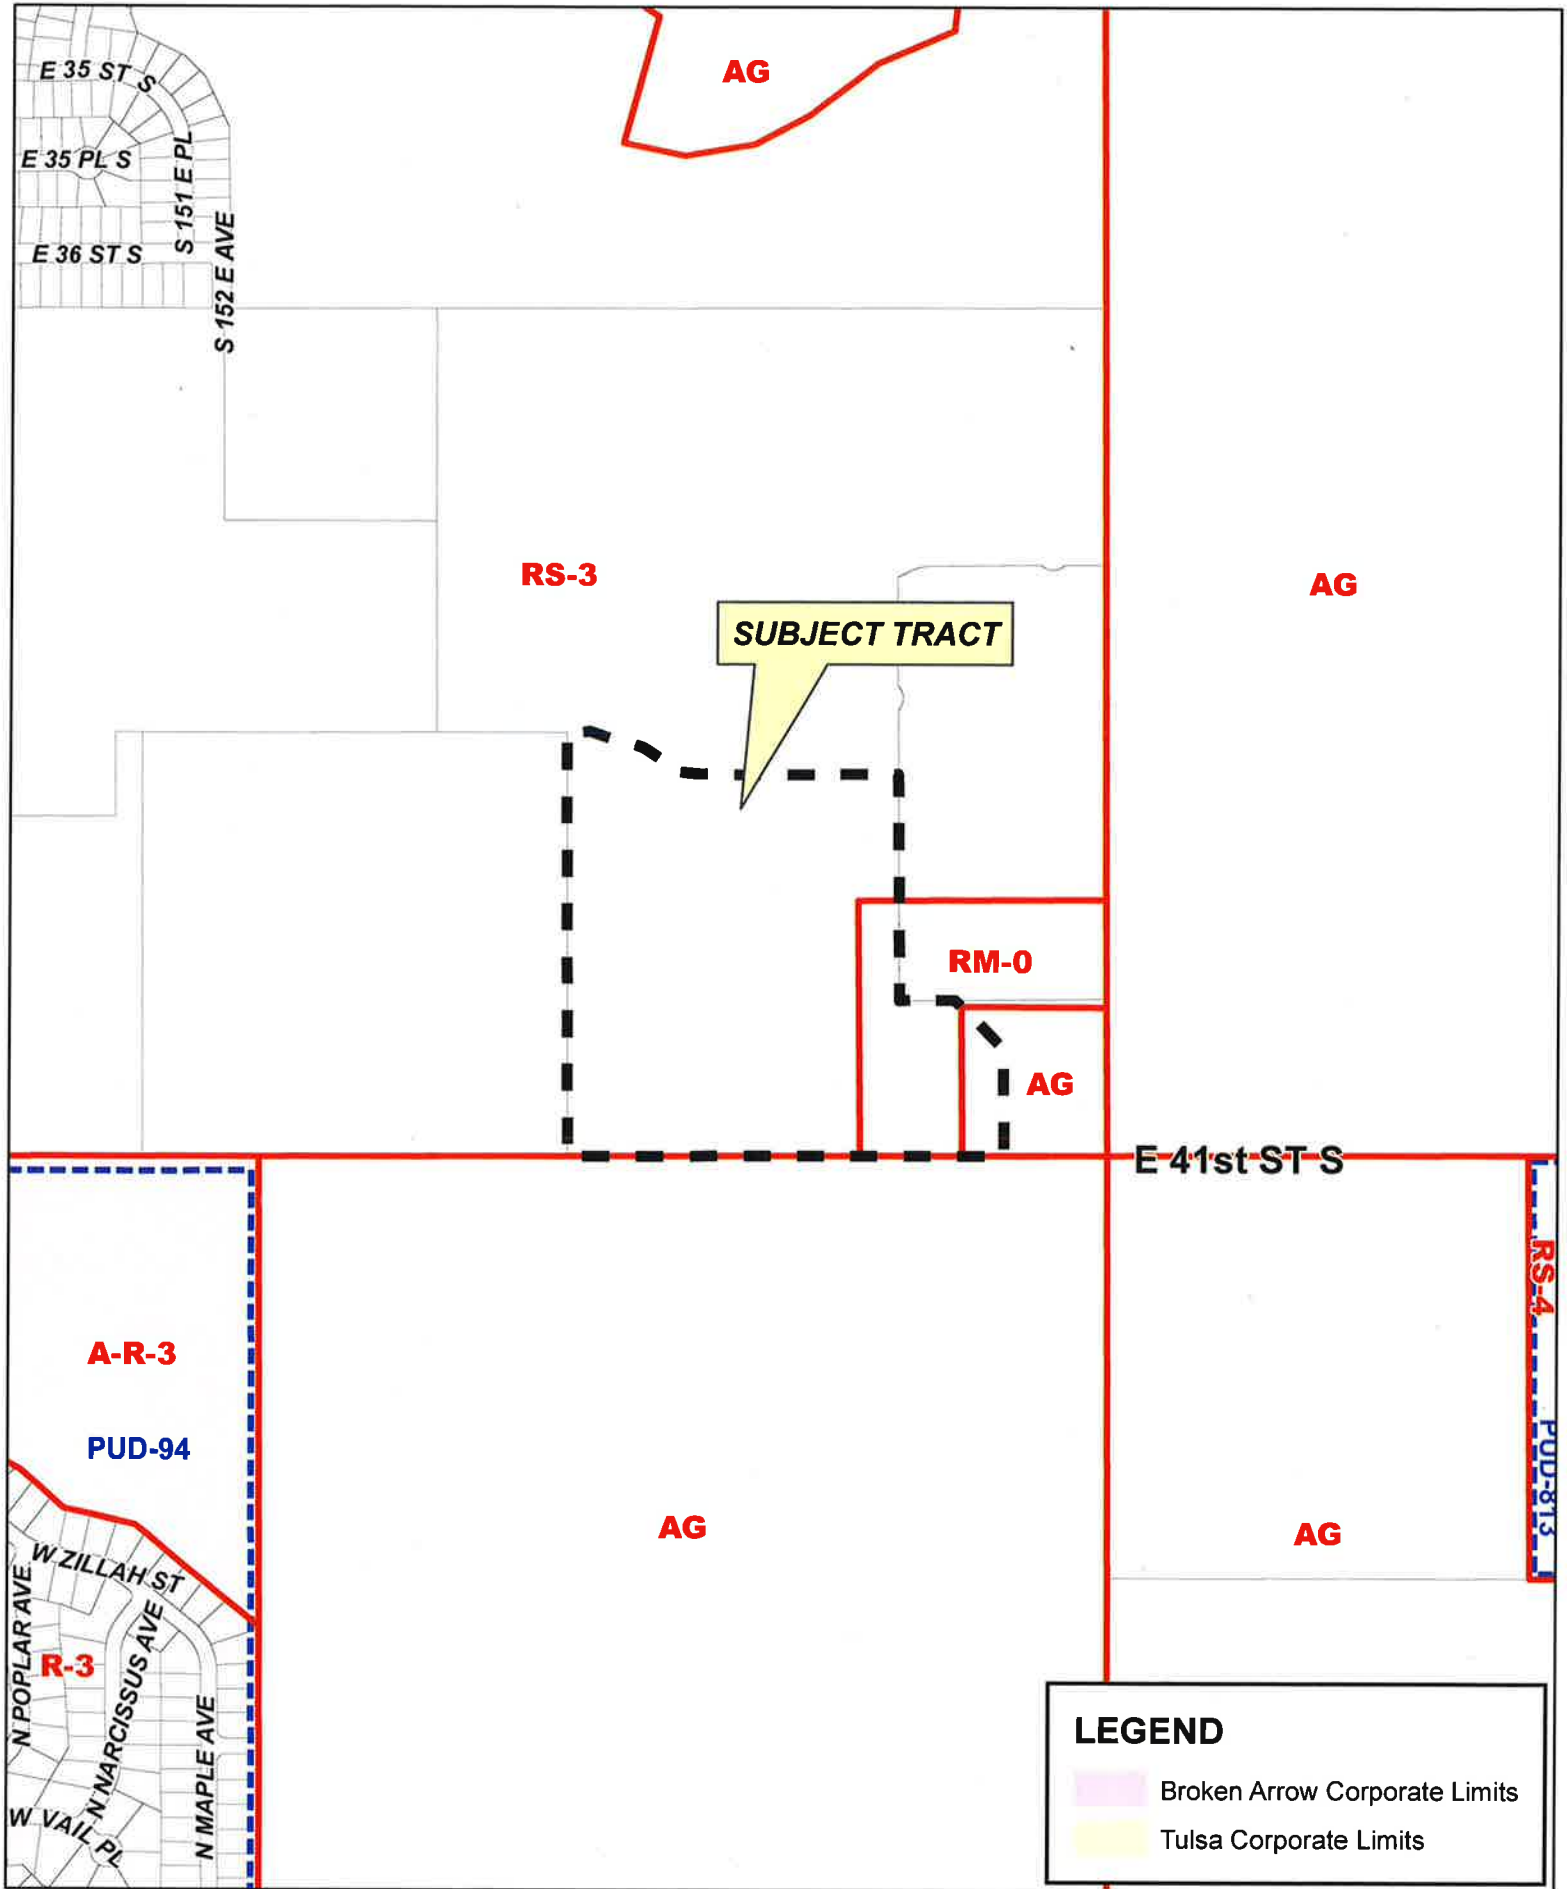 AG
E 35 ST S
E 35 PL S
S 151 E PL
E 36 ST S
S 152 E AVE
RS-3
AG
SUBJECT TRACT
RM-0
AG
E 41st ST S
RS-4
A-R-3
PUD-94
PUD-813
AG
AG
W ZILLAH ST
N POPLAR AVE
R-3
N NARCISSUS AVE
N MAPLE AVE
W VAIL PL
LEGEND
Broken Arrow Corporate Limits
Tulsa Corporate Limits